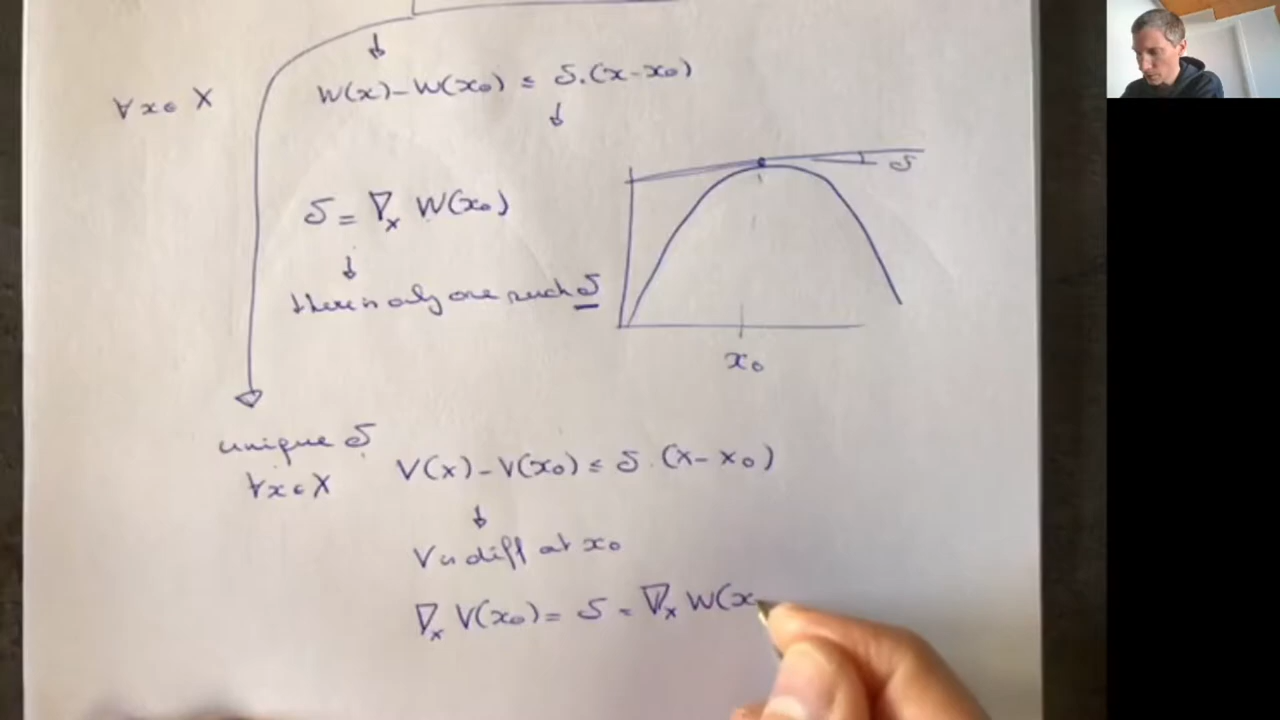 ↓
∀x∈X W(x)-W(x₀) ≤ δ.(x-x₀)
↓
δ
δ = ∇ₓ W(x₀)
↓
there is only one such δ
x₀
unique δ
∀x∈X V(x)-V(x₀) ≤ δ.(x-x₀)
↓
V is diff at x₀
∇ₓ V(x₀) = δ = ∇ₓ W(x